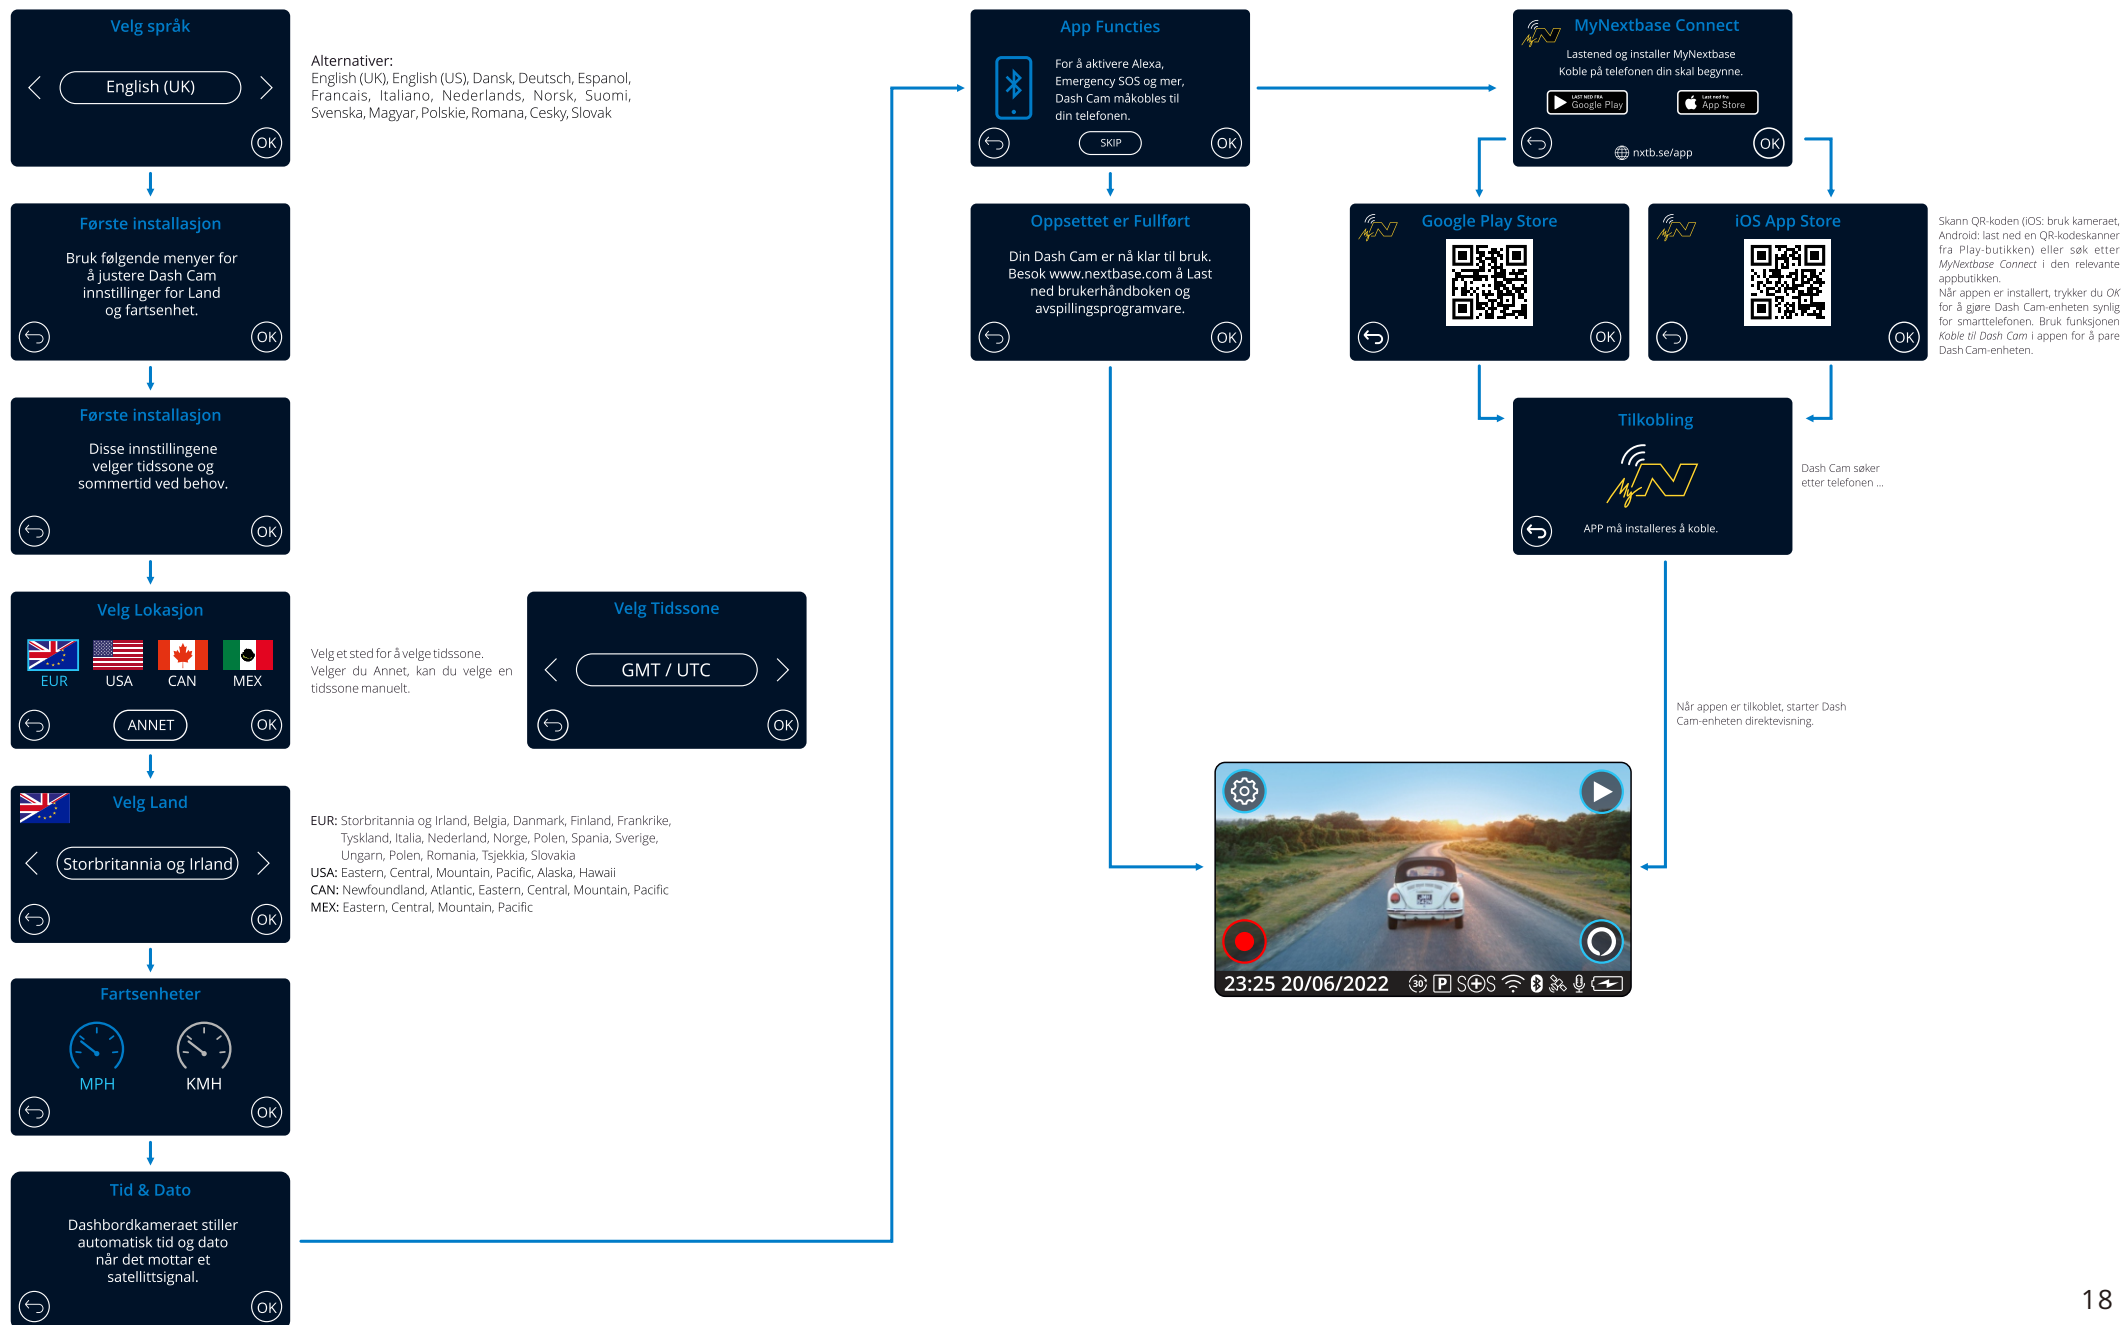 Velg språk
English (UK)
OK
Alternativer:
English (UK), English (US), Dansk, Deutsch, Espanol,
Francais, Italiano, Nederlands, Norsk, Suomi,
Svenska, Magyar, Polskie, Romana, Cesky, Slovak
Første installasjon
Bruk følgende menyer for
å justere Dash Cam
innstillinger for Land
og fartsenhet.
OK
Første installasjon
Disse innstillingene
velger tidssone og
sommertid ved behov.
OK
Velg Lokasjon
EUR USA CAN MEX
ANNET
OK
Velg et sted for å velge tidssone.
Velger du Annet, kan du velge en
tidssone manuelt.
Velg Tidssone
GMT / UTC
OK
Velg Land
Storbritannia og Irland
OK
EUR: Storbritannia og Irland, Belgia, Danmark, Finland, Frankrike,
Tyskland, Italia, Nederland, Norge, Polen, Spania, Sverige,
Ungarn, Polen, Romania, Tsjekkia, Slovakia
USA: Eastern, Central, Mountain, Pacific, Alaska, Hawaii
CAN: Newfoundland, Atlantic, Eastern, Central, Mountain, Pacific
MEX: Eastern, Central, Mountain, Pacific
Fartsenheter
MPH KMH
OK
Tid & Dato
Dashbordkameraet stiller
automatisk tid og dato
når det mottar et
satellittsignal.
OK
App Functies
For å aktivere Alexa,
Emergency SOS og mer,
Dash Cam måkobles til
din telefonen.
SKIP
OK
Oppsettet er Fullført
Din Dash Cam er nå klar til bruk.
Besok www.nextbase.com å Last
ned brukerhåndboken og
avspillingsprogramvare.
OK
My N
MyNextbase Connect
Lastened og installer MyNextbase
Koble på telefonen din skal begynne.
LAST NED FRA
Google Play
Last ned fra
App Store
nxtb.se/app
OK
My N
Google Play Store
OK
My N
iOS App Store
OK
Skann QR-koden (iOS: bruk kameraet,
Android: last ned en QR-kodeskanner
fra Play-butikken) eller søk etter
MyNextbase Connect i den relevante
appbutikken.
Når appen er installert, trykker du OK
for å gjøre Dash Cam-enheten synlig
for smarttelefonen. Bruk funksjonen
Koble til Dash Cam i appen for å pare
Dash Cam-enheten.
Tilkobling
My N
APP må installeres å koble.
Dash Cam søker
etter telefonen ...
Når appen er tilkoblet, starter Dash
Cam-enheten direktevisning.
23:25 20/06/2022 30 P SOS
18